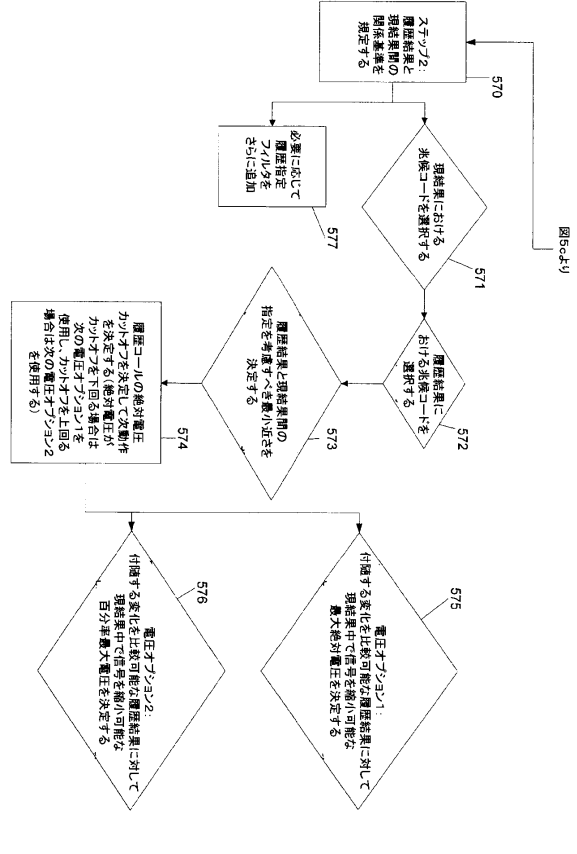 図5cより
ステップ2:
履歴結果と
現結果間の
関係基準を
規定する
570
現結果における
兆候コードを選択する
571
必要に応じて
履歴指定
フィルタを
さらに追加
577
履歴結果に
おける兆候コードを
選択する
572
履歴結果と現結果間の
指定を考慮すべき最小近さを
決定する
573
履歴コールの絶対電圧
カットオフを決定して次動作
を決定する(絶対電圧が
カットオフを下回る場合は
次の電圧オプション1を
使用し、カットオフを上回る
場合は次の電圧オプション2
を使用する)
574
電圧オプション1:
付随する変化を比較可能な履歴結果に対して
現結果中で信号を縮小可能な
最大絶対電圧を決定する
575
電圧オプション2:
付随する変化を比較可能な履歴結果に対して
現結果中で信号を縮小可能な
百分率最大電圧を決定する
576